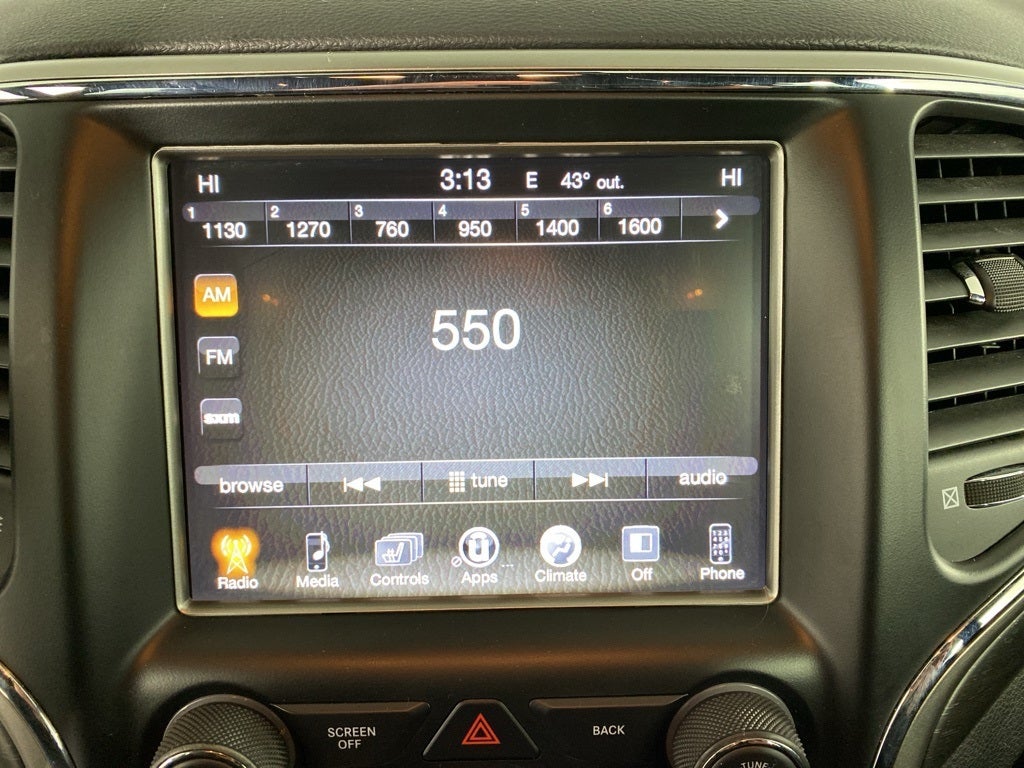 HI 3:13 E 43° out. HI
1 2 3 4 5 6
1130 1270 760 950 1400 1600
AM
550
FM
sxm
browse tune audio
Radio Media Controls Apps Climate Off Phone
SCREEN OFF BACK
TUNE